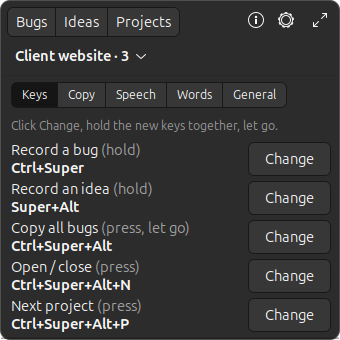 Bugs Ideas Projects
Client website · 3
Keys Copy Speech Words General
Click Change, hold the new keys together, let go.
Record a bug (hold)
Ctrl+Super
Change
Record an idea (hold)
Super+Alt
Change
Copy all bugs (press, let go)
Ctrl+Super+Alt
Change
Open / close (press)
Ctrl+Super+Alt+N
Change
Next project (press)
Ctrl+Super+Alt+P
Change